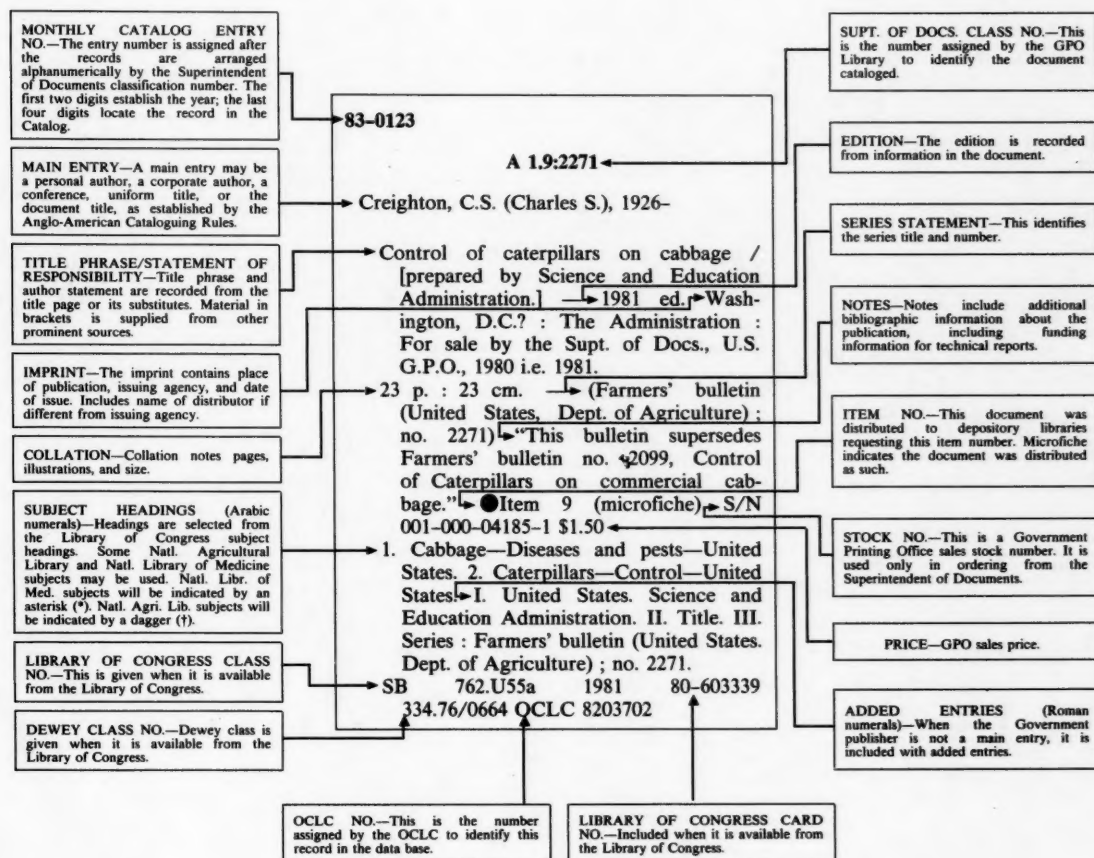 MONTHLY CATALOG ENTRY
NO.—The entry number is assigned after
the records are arranged
alphanumerically by the Superintendent
of Documents classification number. The
first two digits establish the year; the last
four digits locate the record in the
Catalog.
MAIN ENTRY—A main entry may be
a personal author, a corporate author, a
conference, uniform title, or the
document title, as established by the
Anglo-American Cataloguing Rules.
TITLE PHRASE/STATEMENT OF
RESPONSIBILITY—Title phrase and
author statement are recorded from the
title page or its substitutes. Material in
brackets is supplied from other
prominent sources.
IMPRINT—The imprint contains place
of publication, issuing agency, and date
of issue. Includes name of distributor if
different from issuing agency.
COLLATION—Collation notes pages,
illustrations, and size.
SUBJECT HEADINGS (Arabic
numerals)—Headings are selected from
the Library of Congress subject
headings. Some Natl. Agricultural
Library and Natl. Library of Medicine
subjects may be used. Natl. Libr. of
Med. subjects will be indicated by an
asterisk (*). Natl. Agri. Lib. subjects will
be indicated by a dagger (†).
LIBRARY OF CONGRESS CLASS
NO.—This is given when it is available
from the Library of Congress.
DEWEY CLASS NO.—Dewey class is
given when it is available from the
Library of Congress.
83-0123
A 1.9:2271
Creighton, C.S. (Charles S.), 1926–
Control of caterpillars on cabbage /
[prepared by Science and Education
Administration.] — 1981 ed. Wash-
ington, D.C.? : The Administration :
For sale by the Supt. of Docs., U.S.
G.P.O., 1980 i.e. 1981.
23 p. : 23 cm. — (Farmers' bulletin
(United States, Dept. of Agriculture) ;
no. 2271) “This bulletin supersedes
Farmers' bulletin no. 2099, Control
of Caterpillars on commercial cab-
bage.” ●Item 9 (microfiche) S/N
001-000-04185-1 $1.50
1. Cabbage—Diseases and pests—United
States. 2. Caterpillars—Control—United
States. I. United States. Science and
Education Administration. II. Title. III.
Series : Farmers' bulletin (United States.
Dept. of Agriculture) ; no. 2271.
SB 762.U55a 1981 80-603339
334.76/0664 OCLC 8203702
SUPT. OF DOCS. CLASS NO.—This
is the number assigned by the GPO
Library to identify the document
cataloged.
EDITION—The edition is recorded
from information in the document.
SERIES STATEMENT—This identifies
the series title and number.
NOTES—Notes include additional
bibliographic information about the
publication, including funding
information for technical reports.
ITEM NO.—This document was
distributed to depository libraries
requesting this item number. Microfiche
indicates the document was distributed
as such.
STOCK NO.—This is a Government
Printing Office sales stock number. It is
used only in ordering from the
Superintendent of Documents.
PRICE—GPO sales price.
ADDED ENTRIES (Roman
numerals)—When the Government
publisher is not a main entry, it is
included with added entries.
OCLC NO.—This is the number
assigned by the OCLC to identify this
record in the data base.
LIBRARY OF CONGRESS CARD
NO.—Included when it is available from
the Library of Congress.